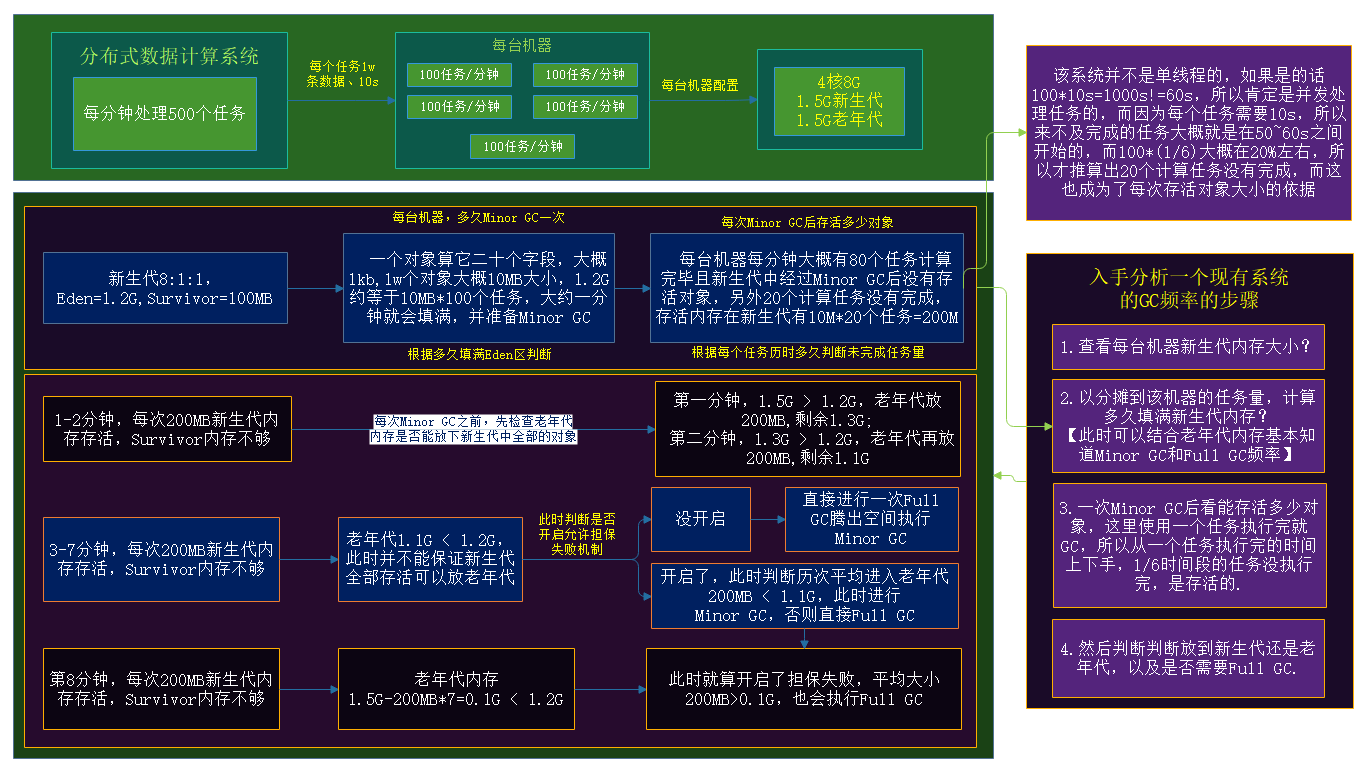 分布式数据计算系统
每分钟处理500个任务
每个任务1w
条数据、10s
每台机器
100任务/分钟
100任务/分钟
100任务/分钟
100任务/分钟
100任务/分钟
每台机器配置
4核8G
1.5G新生代
1.5G老年代
该系统并不是单线程的，如果是的话
100*10s=1000s!=60s，所以肯定是并发处
理任务的，而因为每个任务需要10s，所以
来不及完成的任务大概就是在50~60s之间
开始的，而100*(1/6)大概在20%左右，所
以才推算出20个计算任务没有完成，而这
也成为了每次存活对象大小的依据
新生代8:1:1，
Eden=1.2G,Survivor=100MB
每台机器，多久Minor GC一次
一个对象算它二十个字段，大概
1kb,1w个对象大概10MB大小，1.2G
约等于10MB*100个任务，大约一分
钟就会填满，并准备Minor GC
根据多久填满Eden区判断
每次Minor GC后存活多少对象
每台机器每分钟大概有80个任务计算
完毕且新生代中经过Minor GC后没有存
活对象，另外20个计算任务没有完成，
存活内存在新生代有10M*20个任务=200M
根据每个任务历时多久判断未完成任务量
1-2分钟，每次200MB新生代内
存存活，Survivor内存不够
每次Minor GC之前，先检查老年代
内存是否能放下新生代中全部的对象
第一分钟，1.5G > 1.2G，老年代放
200MB,剩余1.3G;
第二分钟，1.3G > 1.2G，老年代再放
200MB,剩余1.1G
3-7分钟，每次200MB新生代内
存存活，Survivor内存不够
老年代1.1G < 1.2G，
此时并不能保证新生代
全部存活可以放老年代
此时判断是否
开启允许担保
失败机制
没开启
直接进行一次Full
GC腾出空间执行
Minor GC
开启了，此时判断历次平均进入老年代
200MB < 1.1G，此时进行
Minor GC，否则直接Full GC
第8分钟，每次200MB新生代内
存存活，Survivor内存不够
老年代内存
1.5G-200MB*7=0.1G < 1.2G
此时就算开启了担保失败，平均大小
200MB>0.1G，也会执行Full GC
入手分析一个现有系统
的GC频率的步骤
1.查看每台机器新生代内存大小？
2.以分摊到该机器的任务量，计算
多久填满新生代内存？
【此时可以结合老年代内存基本知
道Minor GC和Full GC频率】
3.一次Minor GC后看能存活多少对
象，这里使用一个任务执行完就
GC，所以从一个任务执行完的时间
上下手，1/6时间段的任务没执行
完，是存活的.
4.然后判断判断放到新生代还是老
年代，以及是否需要Full GC.